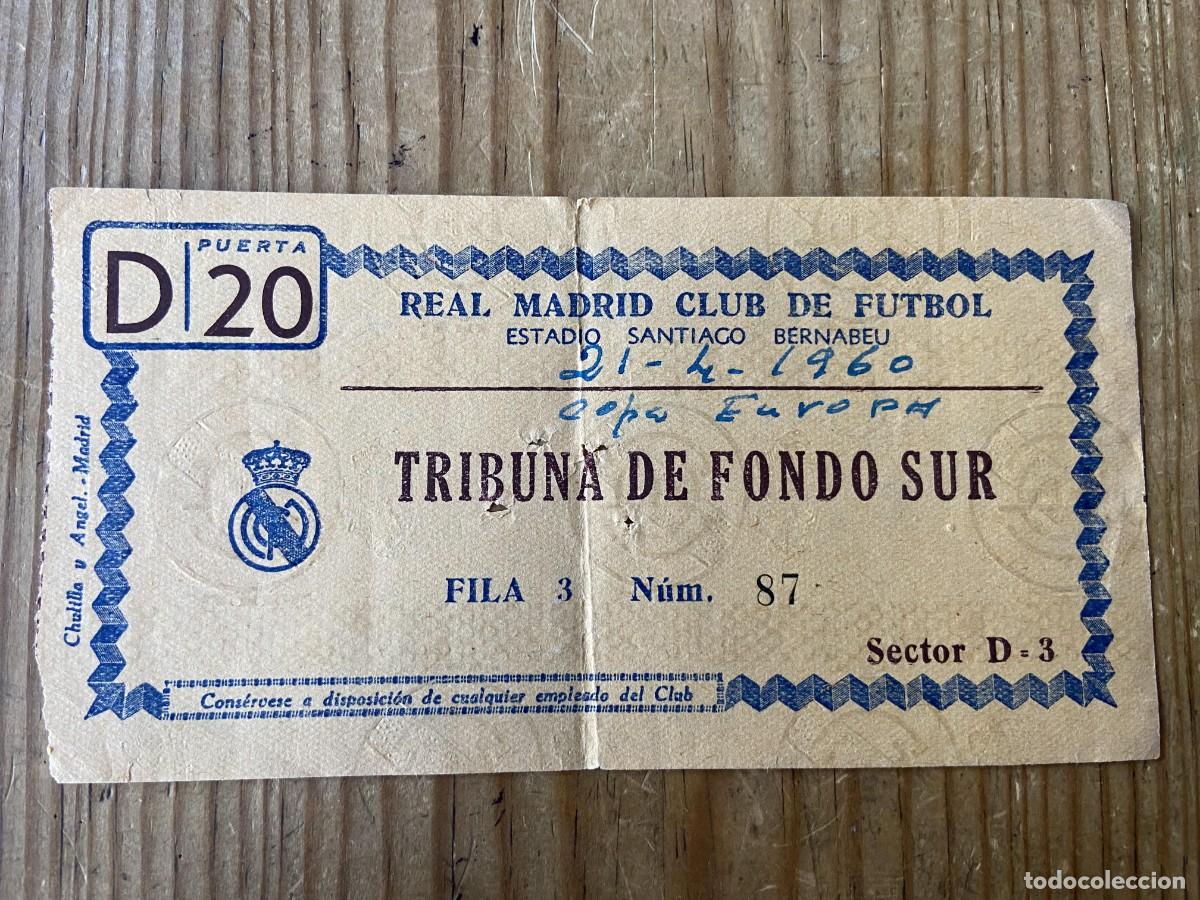 PUERTA
D 20
REAL MADRID CLUB DE FUTBOL
ESTADIO SANTIAGO BERNABEU
21-4-1960
copa EUROPA
TRIBUNA DE FONDO SUR
FILA 3 Núm. 87
Sector D=3
Consérvese a disposición de cualquier empleado del Club
Chulilla y Angel.-Madrid
todocoleccion